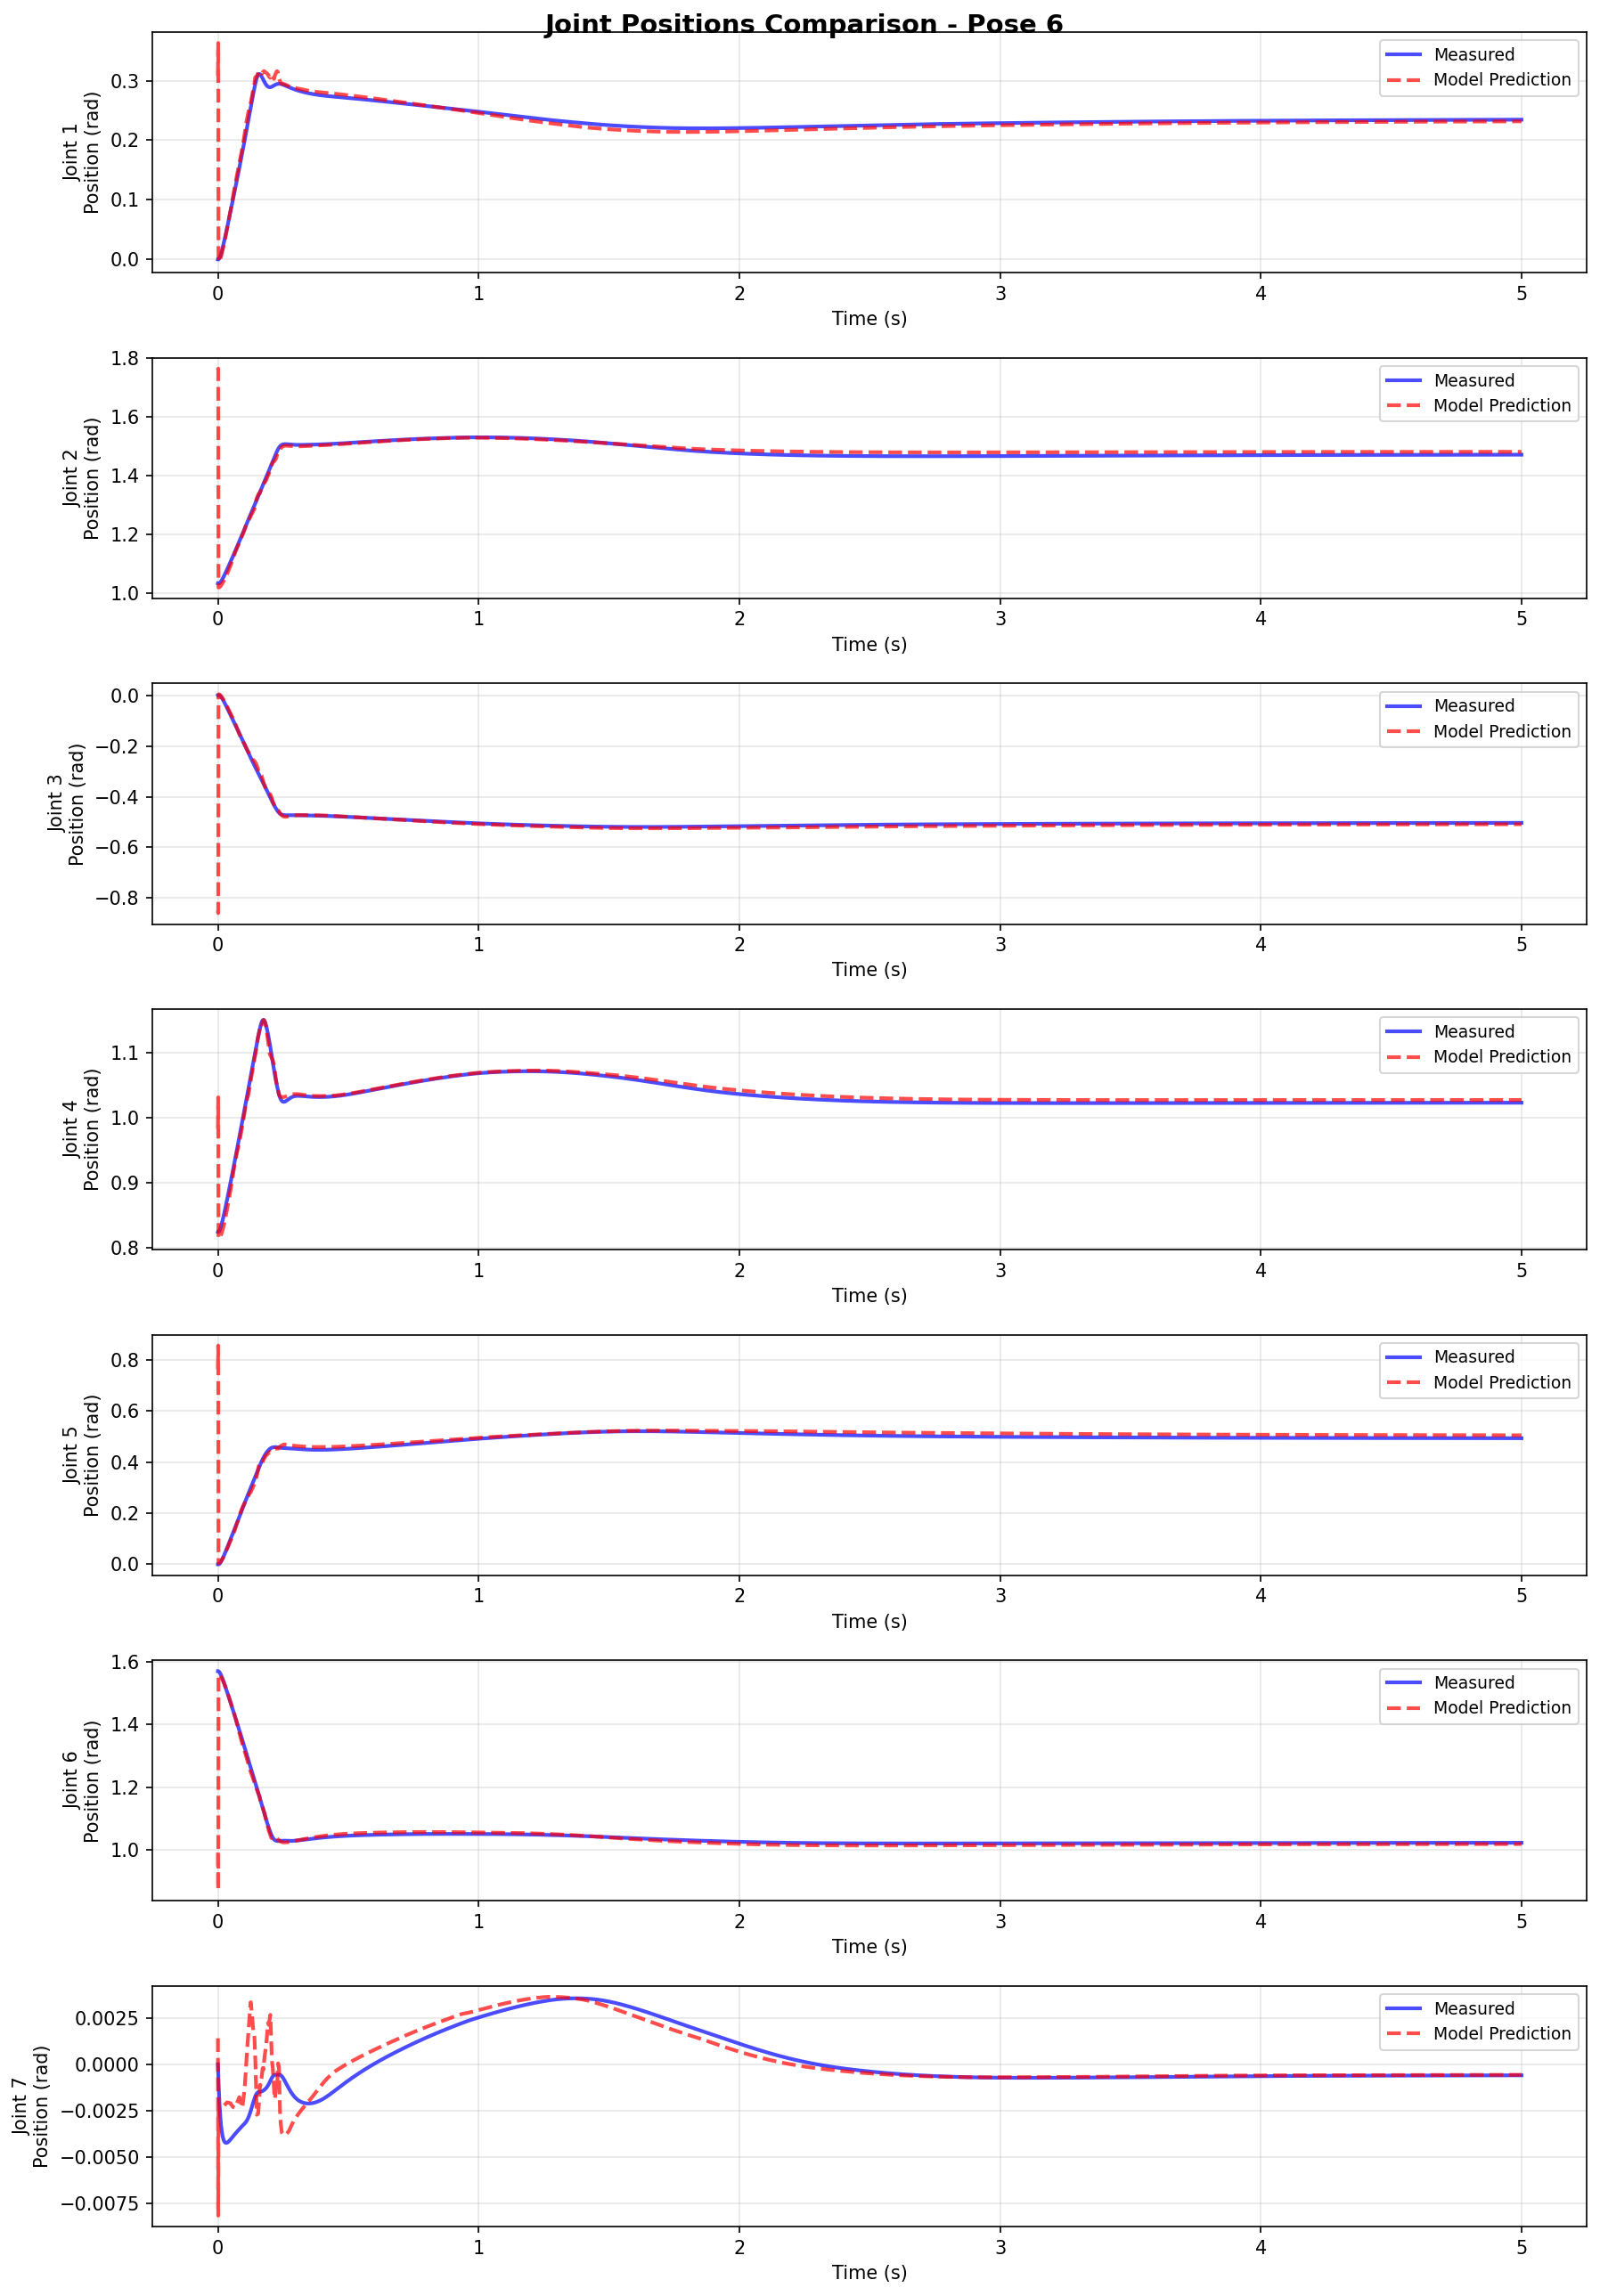 Joint Positions Comparison - Pose 6
Joint 1
Position (rad)
0.3
0.2
0.1
0.0
Measured
Model Prediction
0 1 2 3 4 5
Time (s)
Joint 2
Position (rad)
1.8
1.6
1.4
1.2
1.0
Measured
Model Prediction
0 1 2 3 4 5
Time (s)
Joint 3
Position (rad)
0.0
−0.2
−0.4
−0.6
−0.8
Measured
Model Prediction
0 1 2 3 4 5
Time (s)
Joint 4
Position (rad)
1.1
1.0
0.9
0.8
Measured
Model Prediction
0 1 2 3 4 5
Time (s)
Joint 5
Position (rad)
0.8
0.6
0.4
0.2
0.0
Measured
Model Prediction
0 1 2 3 4 5
Time (s)
Joint 6
Position (rad)
1.6
1.4
1.2
1.0
Measured
Model Prediction
0 1 2 3 4 5
Time (s)
Joint 7
Position (rad)
0.0025
0.0000
−0.0025
−0.0050
−0.0075
Measured
Model Prediction
0 1 2 3 4 5
Time (s)